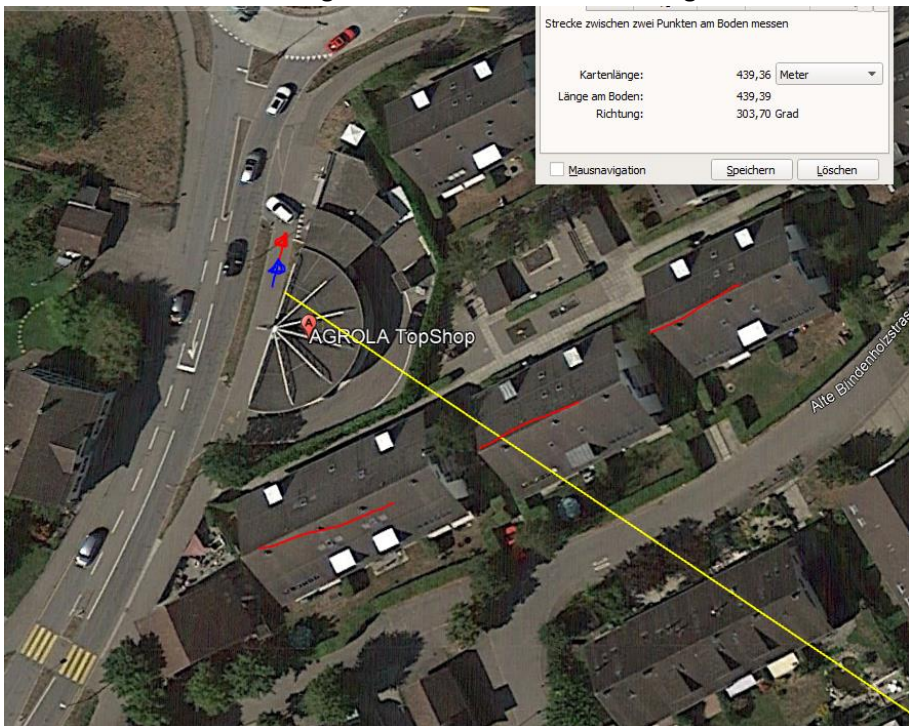 Strecke zwischen zwei Punkten am Boden messen
Kartenlänge: 439,36 Meter
Länge am Boden: 439,39
Richtung: 303,70 Grad
Mausnavigation Speichern Löschen
A
AGROLA TopShop
Alte Blindenholzstras